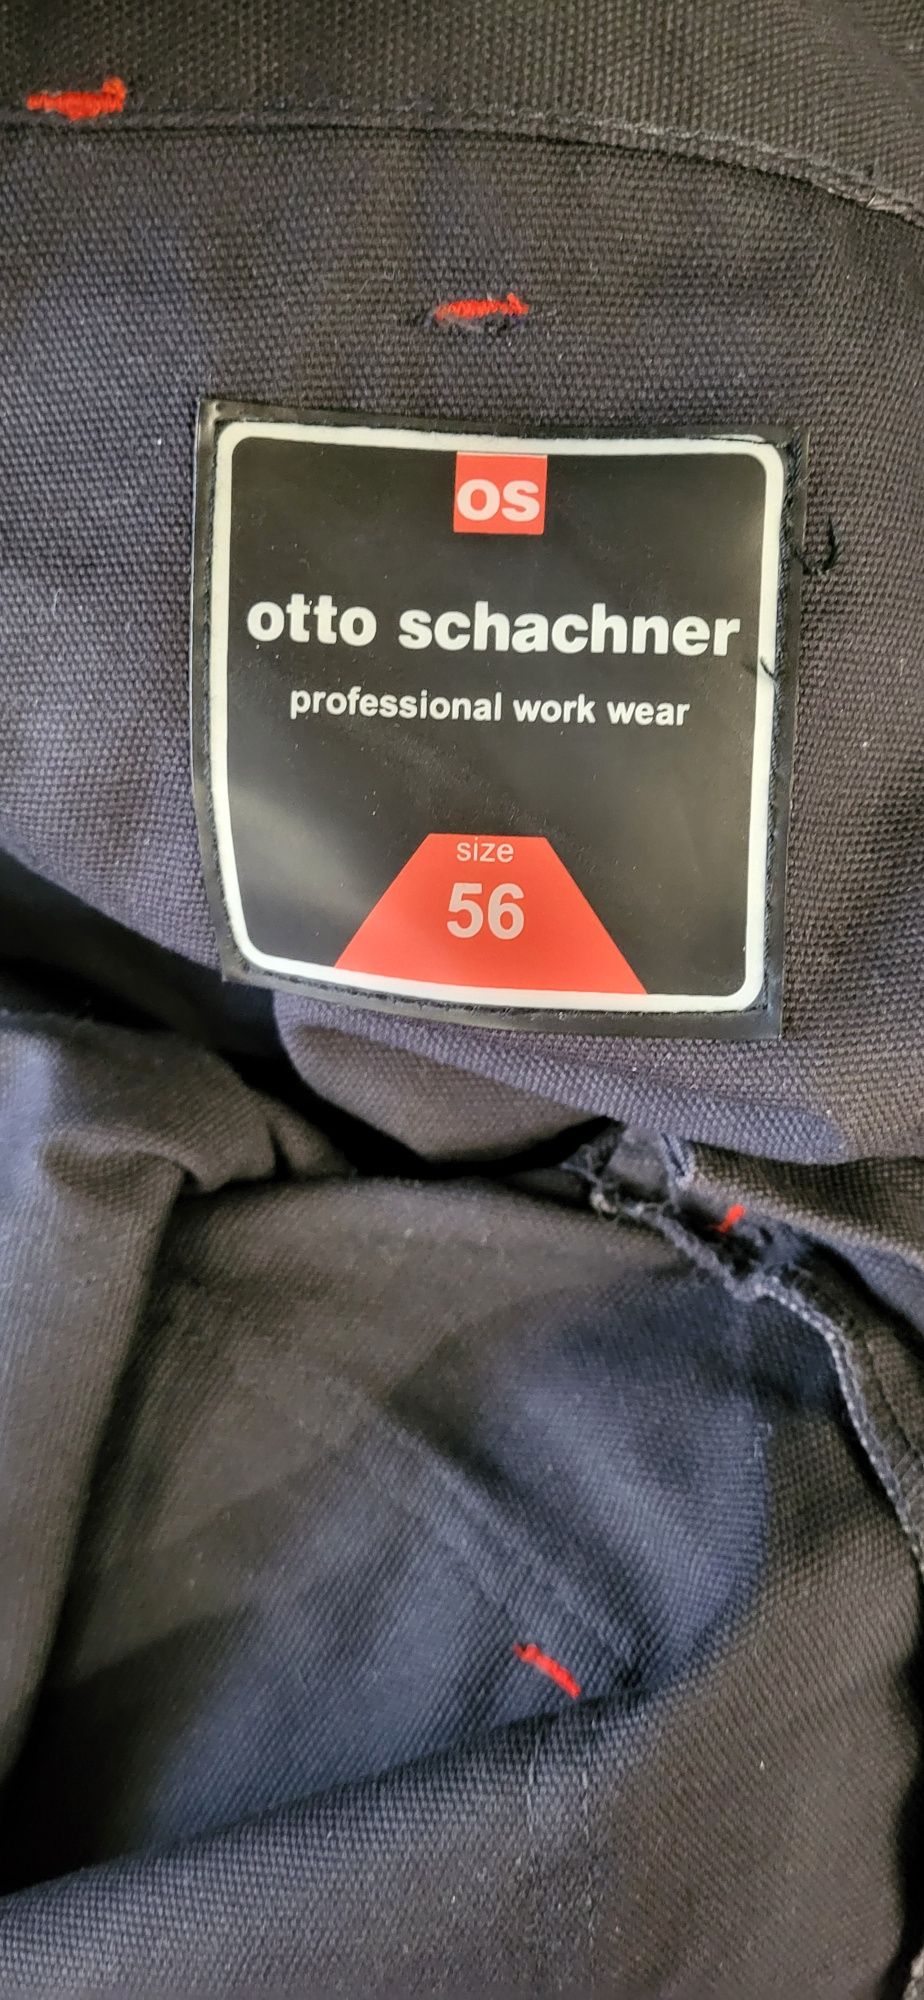 os
otto schachner
professional work wear
size
56